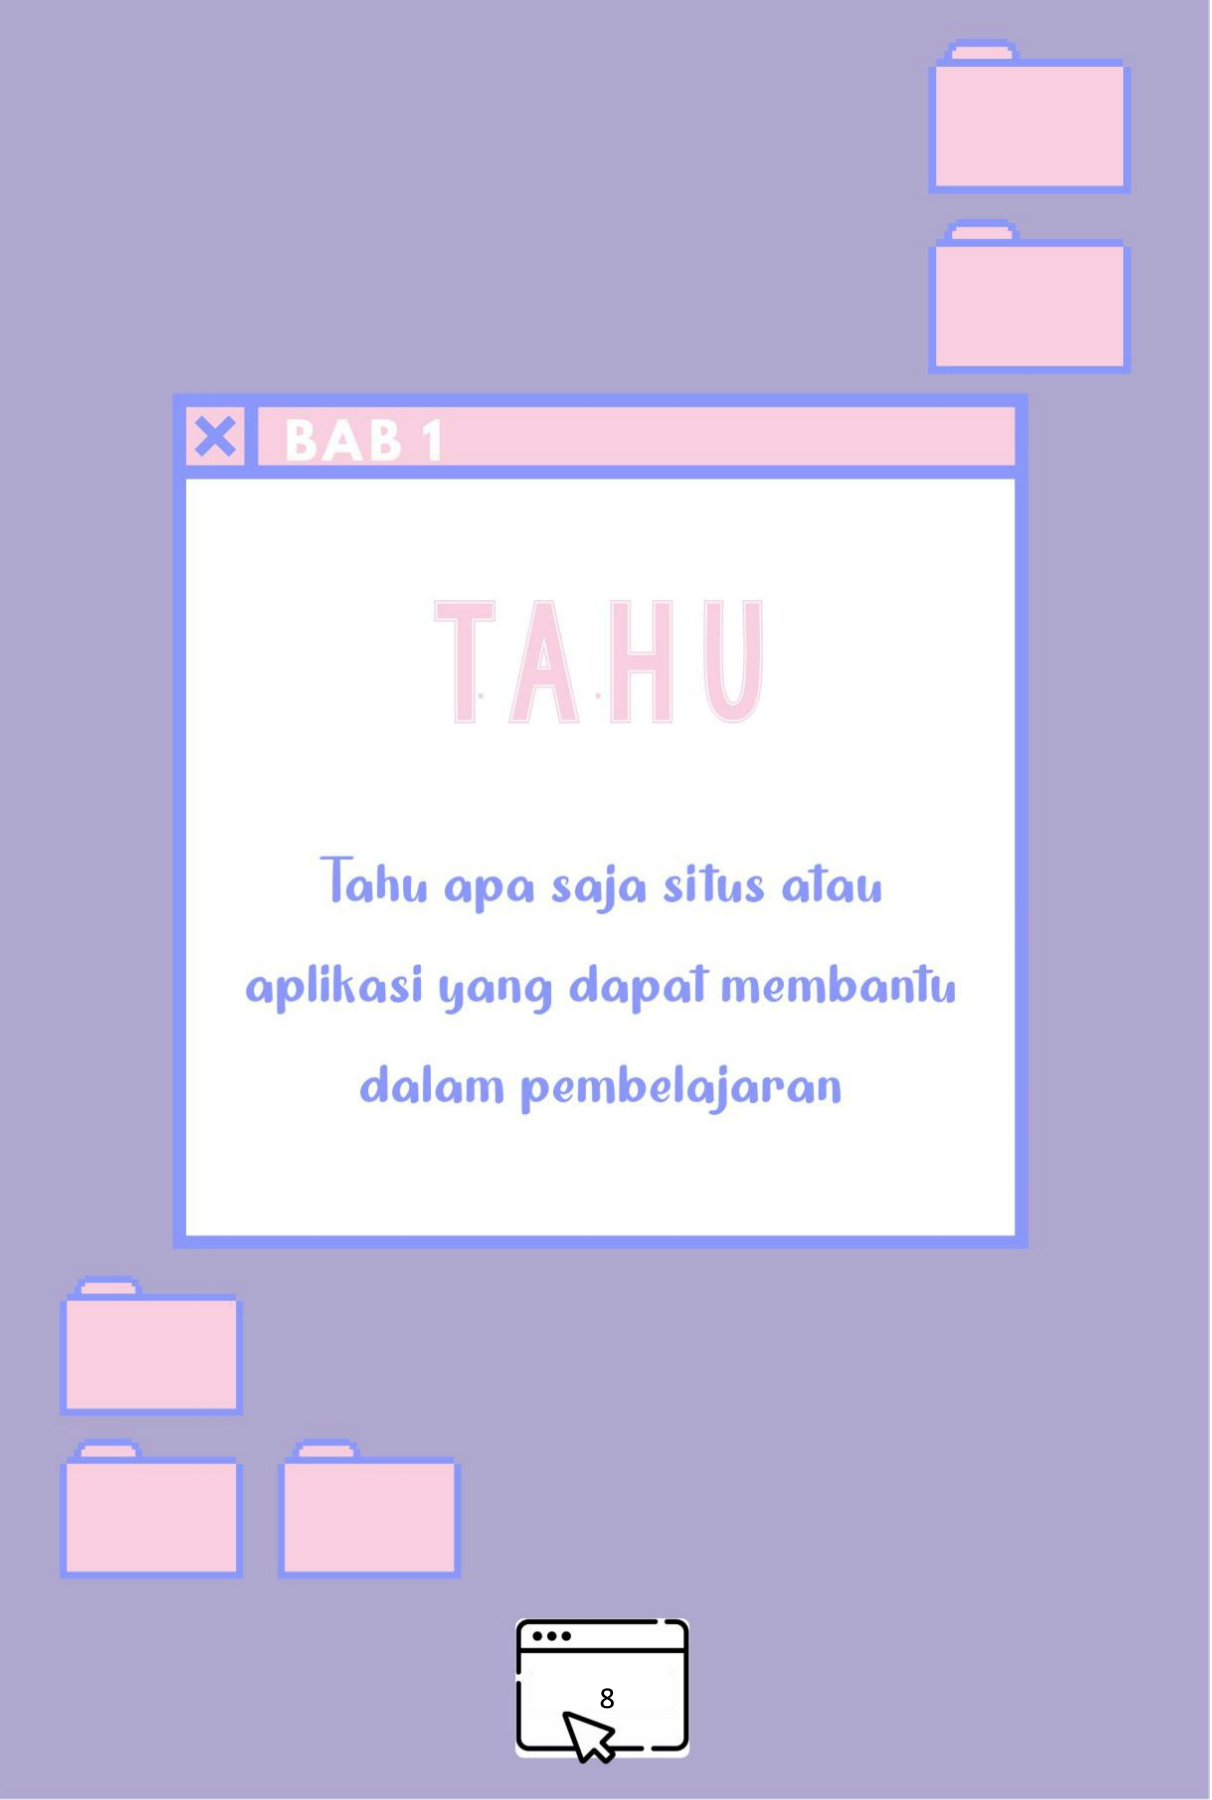 BAB 1
TAHU
Tahu apa saja situs atau
aplikasi yang dapat membantu
dalam pembelajaran
8